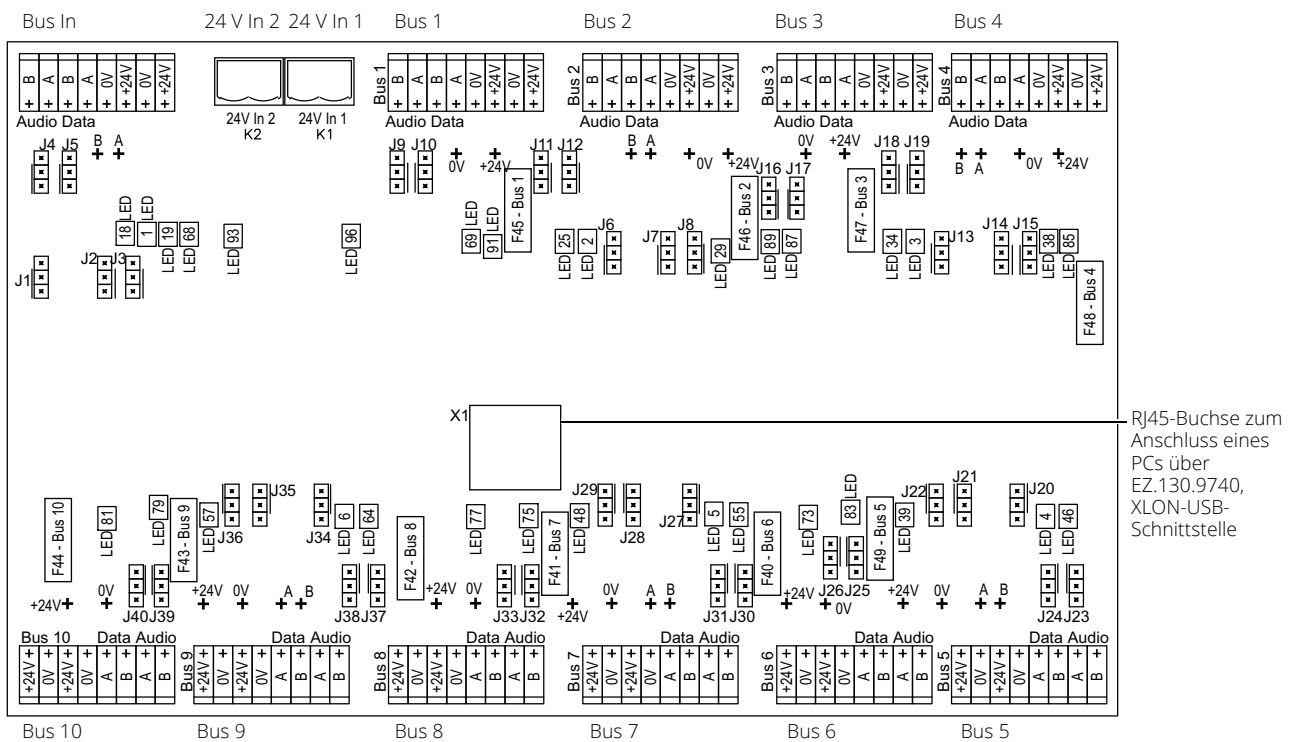 Bus In 24 V In 2 24 V In 1 Bus 1 Bus 2 Bus 3 Bus 4
B A B A 0V +24V 0V +24V
+ + + + + + + +
Audio Data
24V In 2 24V In 1
K2 K1
Bus 1
B A B A 0V +24V 0V +24V
+ + + + + + + +
Audio Data
Bus 2
B A B A 0V +24V 0V +24V
+ + + + + + + +
Audio Data
Bus 3
B A B A 0V +24V 0V +24V
+ + + + + + + +
Audio Data
Bus 4
B A B A 0V +24V 0V +24V
+ + + + + + + +
Audio Data
J4 J5 B A
+ +
J9 J10 + 0V + +24V
F45 - Bus 1
J11 J12
B A
+ + + 0V + +24V
F46 - Bus 2
J16 J17
0V +24V
+ +
F47 - Bus 3
J18 J19
+ + + +
B A 0V +24V
18 LED
1 LED
19 LED
68 LED
93 LED
96 LED
69 LED
91 LED
25 LED
2 LED
J6
J7 J8
29 LED
89 LED
87 LED
34 LED
3 LED
J13
J14 J15
38 LED
85 LED
F48 - Bus 4
J1
J2 J3
X1
RJ45-Buchse zum
Anschluss eines
PCs über
EZ.130.9740,
XLON-USB-
Schnittstelle
F44 - Bus 10
81 LED
79 LED
F43 - Bus 9
57 LED
J36
J35
J34
6 LED
64 LED
F42 - Bus 8
77 LED
75 LED
F41 - Bus 7
48 LED
J29
J28
J27
5 LED
55 LED
F40 - Bus 6
73 LED
83 LED
F49 - Bus 5
39 LED
J22
J21
J20
4 LED
46 LED
+24V + 0V + J40 J39 +24V + 0V + A + B + J38 J37
+24V + 0V + J33 J32 +24V + 0V + A + B + J31 J30
+24V + 0V + J26 J25 +24V + 0V + A + B + J24 J23
Bus 10 Data Audio
+24V 0V +24V 0V A B A B
+ + + + + + + +
Bus 9
Data Audio
+24V 0V +24V 0V A B A B
+ + + + + + + +
Bus 8
Data Audio
+24V 0V +24V 0V A B A B
+ + + + + + + +
Bus 7
Data Audio
+24V 0V +24V 0V A B A B
+ + + + + + + +
Bus 6
Data Audio
+24V 0V +24V 0V A B A B
+ + + + + + + +
Bus 5
Data Audio
+24V 0V +24V 0V A B A B
+ + + + + + + +
Bus 10 Bus 9 Bus 8 Bus 7 Bus 6 Bus 5